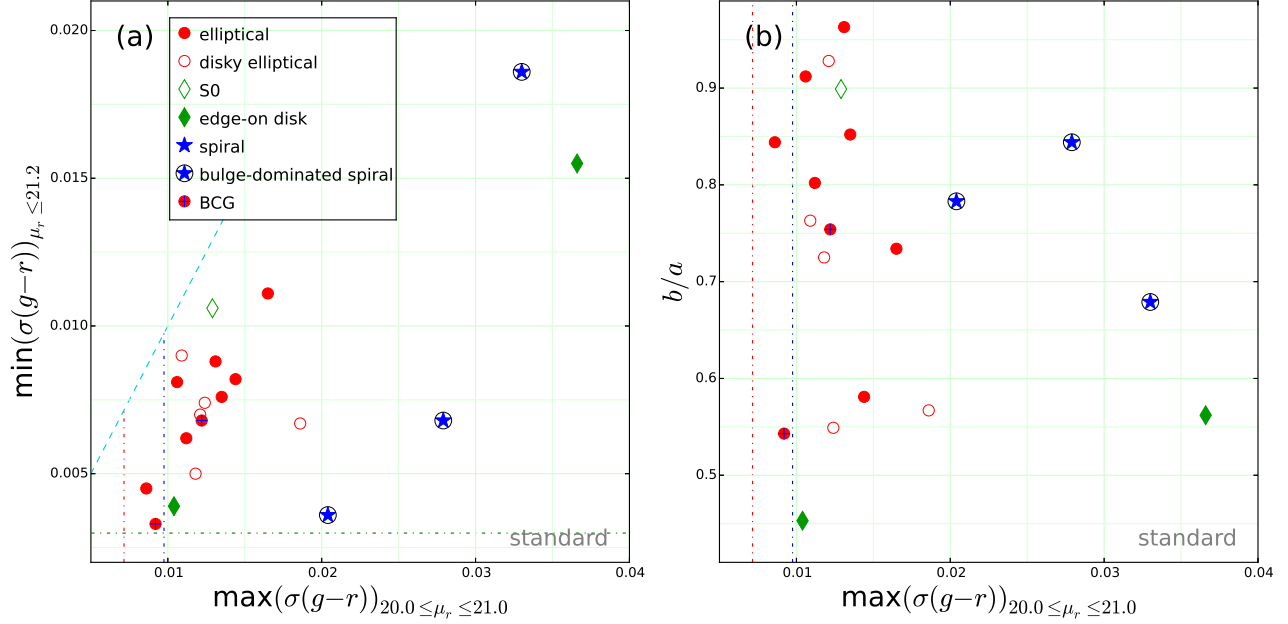 (a)
elliptical
disky elliptical
S0
edge-on disk
spiral
bulge-dominated spiral
BCG
0.020
0.015
0.010
0.005
min(σ(g−r))μr ≤21.2
standard
0.01 0.02 0.03 0.04
max(σ(g−r))20.0≤μr≤21.0
(b)
0.9
0.8
0.7
0.6
0.5
b/a
standard
0.01 0.02 0.03 0.04
max(σ(g−r))20.0≤μr≤21.0